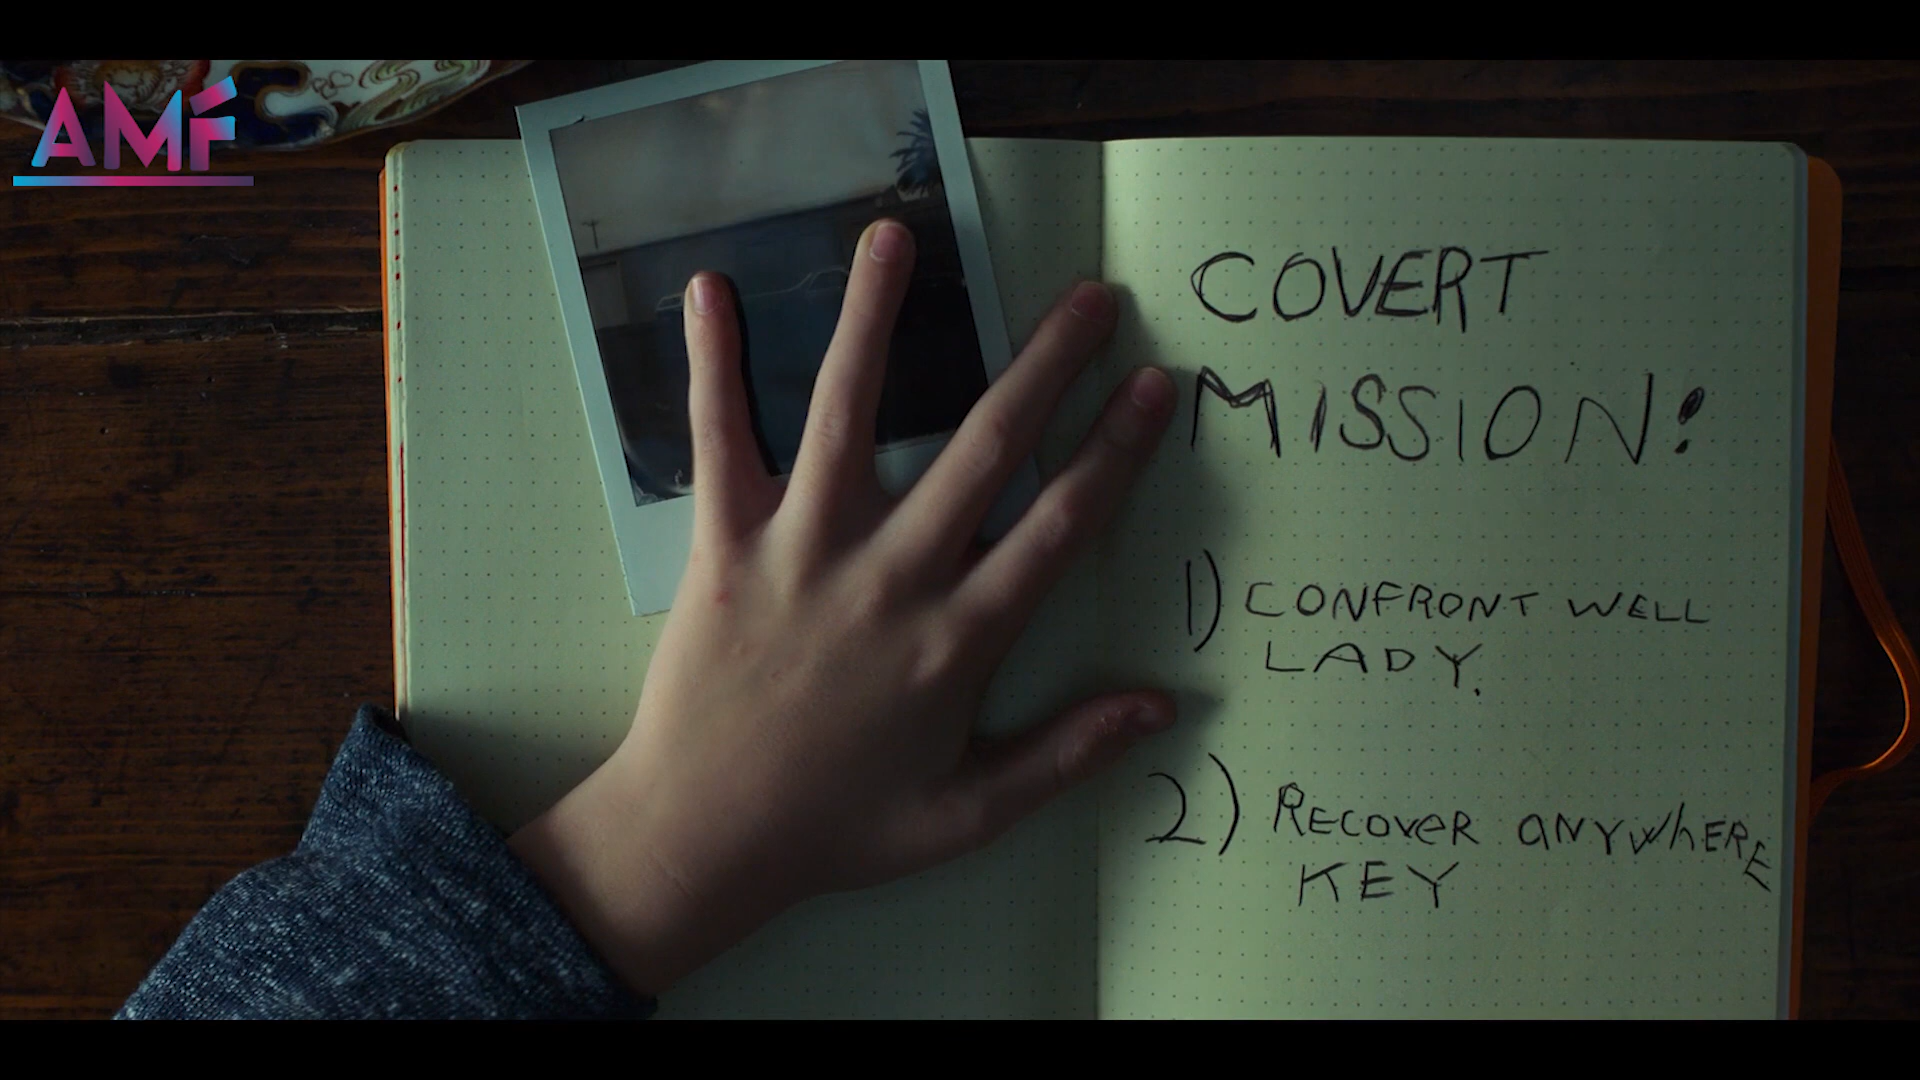 AMF
COVERT
MISSION:
1) CONFRONT WELL
LADY.
2) RECOVER ANYWHERE
KEY